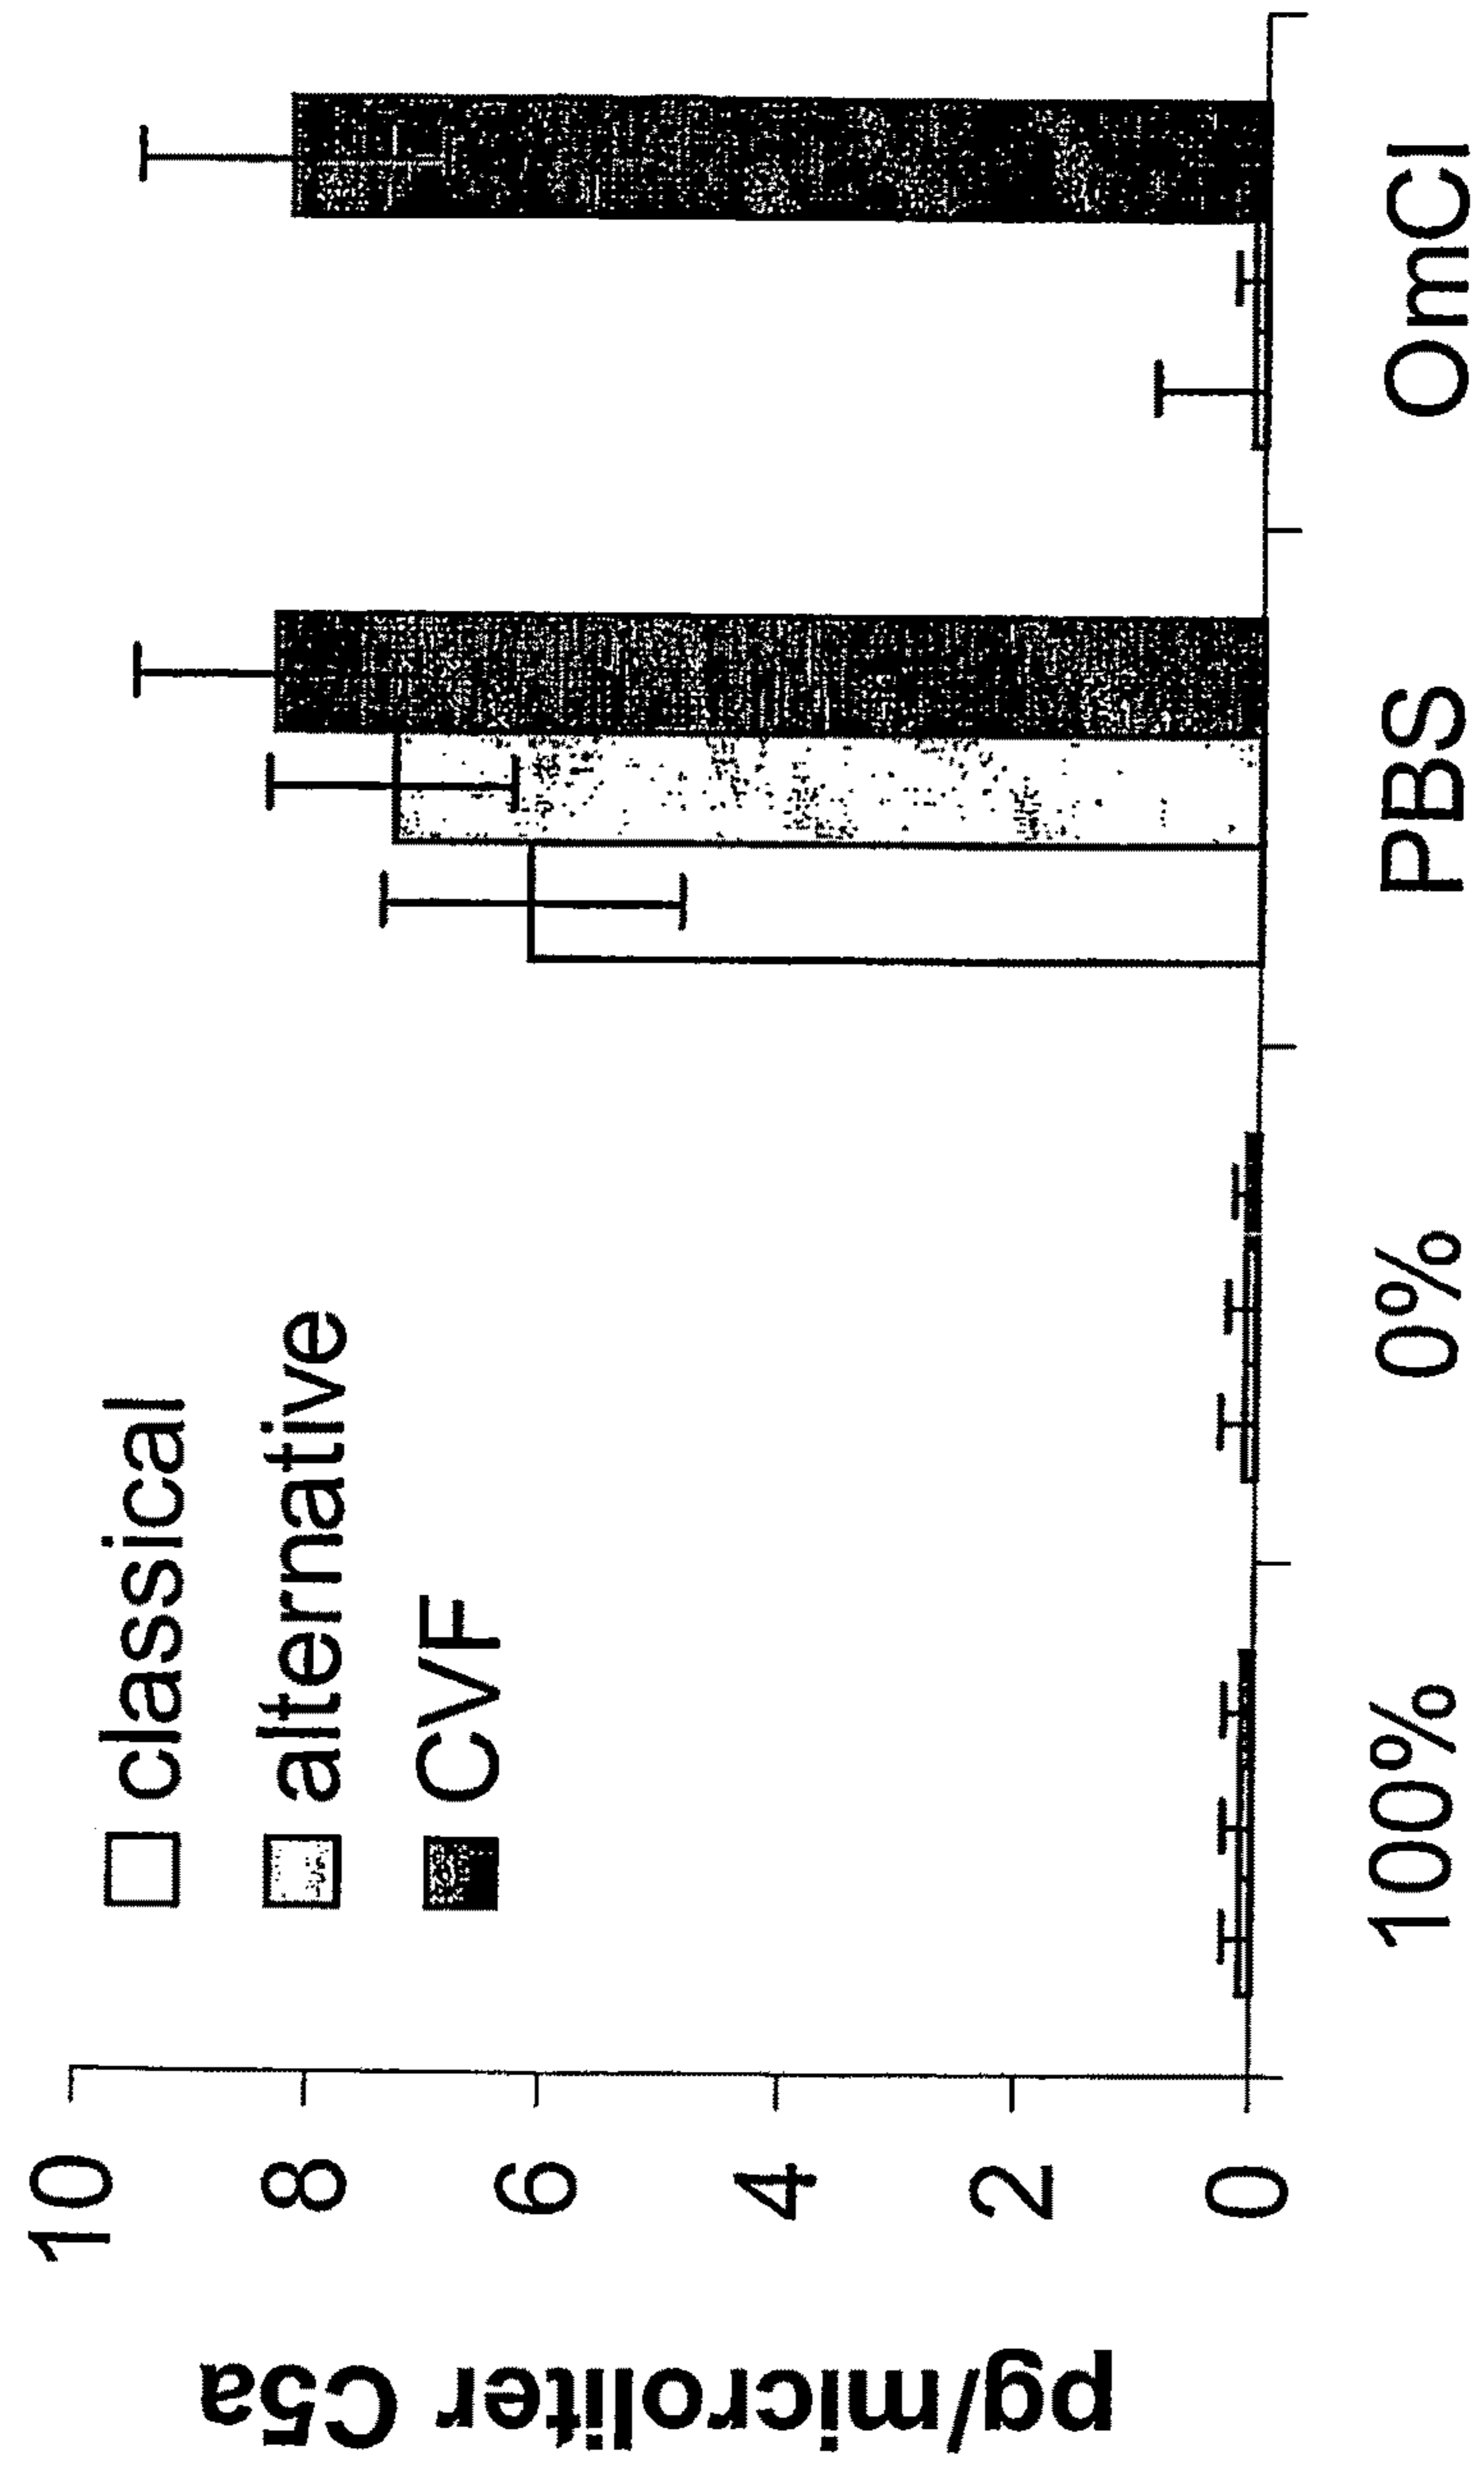 pg/microliter C5a
10
8
6
4
2
0
classical
alternative
CVF
100%
0%
PBS
OmCI